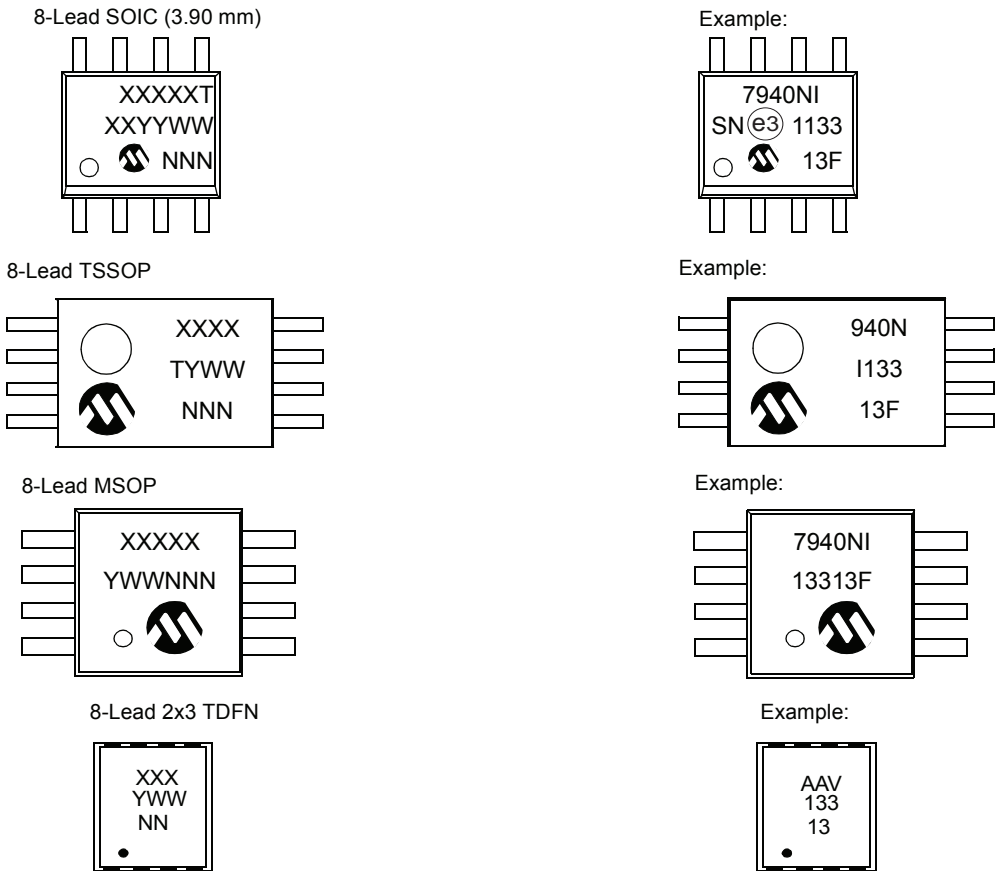 8-Lead SOIC (3.90 mm)
XXXXXT
XXYYWW
NNN
Example:
7940NI
SN e3 1133
13F
8-Lead TSSOP
XXXX
TYWW
NNN
Example:
940N
I133
13F
8-Lead MSOP
XXXXX
YWWNNN
Example:
7940NI
13313F
8-Lead 2x3 TDFN
XXX
YWW
NN
Example:
AAV
133
13